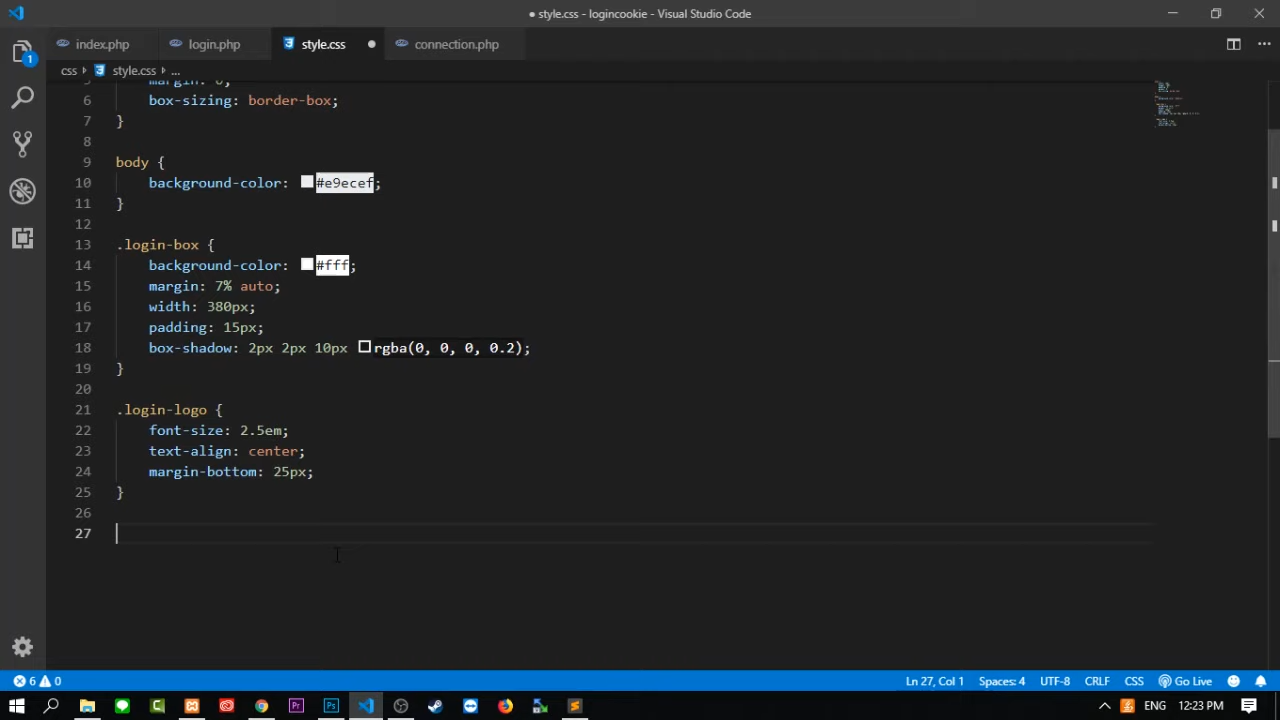 ● style.css - logincookie - Visual Studio Code
index.php
login.php
style.css
connection.php
1
css > style.css > ...
5 margin: 0;
6 box-sizing: border-box;
7 }
8
9 body {
10 background-color: #e9ecef;
11 }
12
13 .login-box {
14 background-color: #fff;
15 margin: 7% auto;
16 width: 380px;
17 padding: 15px;
18 box-shadow: 2px 2px 10px rgba(0, 0, 0, 0.2);
19 }
20
21 .login-logo {
22 font-size: 2.5em;
23 text-align: center;
24 margin-bottom: 25px;
25 }
26
27
6 0
Ln 27, Col 1 Spaces: 4 UTF-8 CRLF CSS Go Live
ENG 12:23 PM